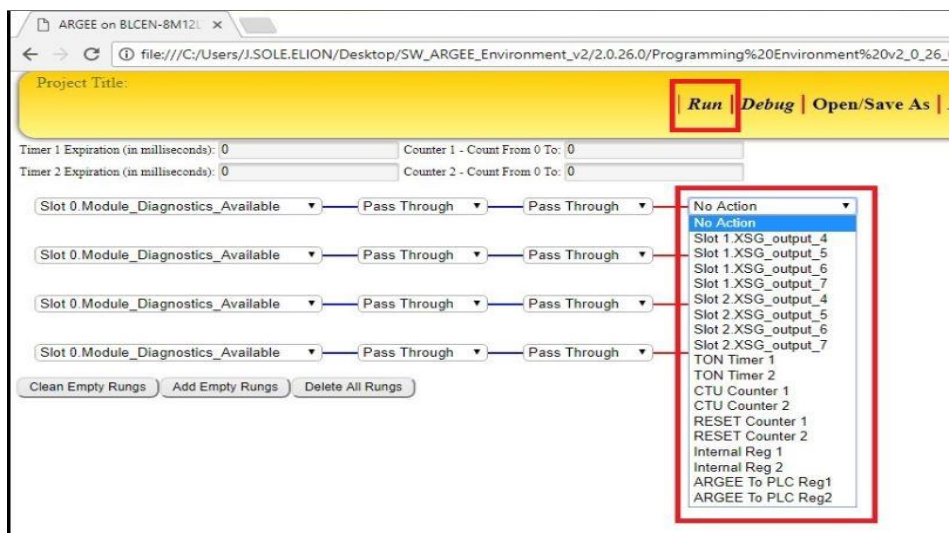 ARGEE on BLCEN-8M12L
file:///C:/Users/J.SOLE.ELION/Desktop/SW_ARGEE_Environment_v2/2.0.26.0/Programming%20Environment%20v2_0_26_
Project Title:
Run | Debug | Open/Save As |
Timer 1 Expiration (in milliseconds): 0 Counter 1 - Count From 0 To: 0
Timer 2 Expiration (in milliseconds): 0 Counter 2 - Count From 0 To: 0
Slot 0.Module_Diagnostics_Available Pass Through Pass Through No Action
Slot 0.Module_Diagnostics_Available Pass Through Pass Through
Slot 0.Module_Diagnostics_Available Pass Through Pass Through
Slot 0.Module_Diagnostics_Available Pass Through Pass Through
No Action
Slot 1.XSG_output_4
Slot 1.XSG_output_5
Slot 1.XSG_output_6
Slot 1.XSG_output_7
Slot 2.XSG_output_4
Slot 2.XSG_output_5
Slot 2.XSG_output_6
Slot 2.XSG_output_7
TON Timer 1
TON Timer 2
CTU Counter 1
CTU Counter 2
RESET Counter 1
RESET Counter 2
Internal Reg 1
Internal Reg 2
ARGEE To PLC Reg1
ARGEE To PLC Reg2
Clean Empty Rungs Add Empty Rungs Delete All Rungs